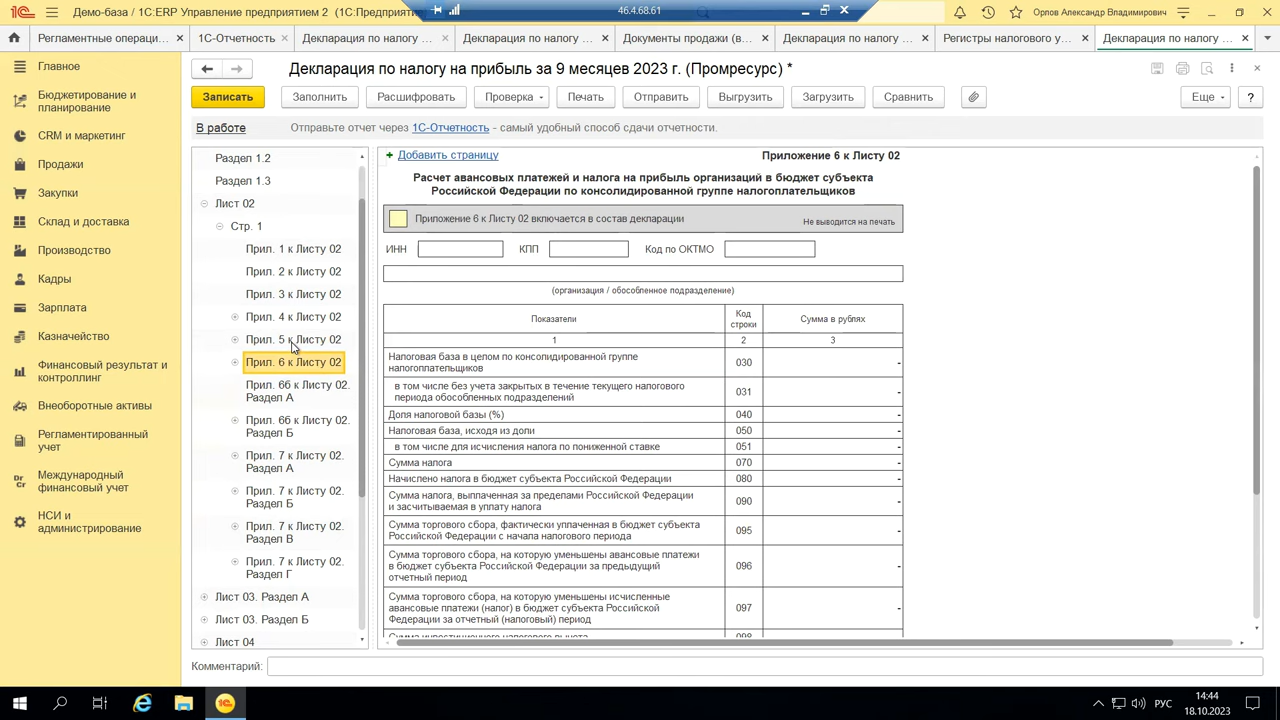 Демо-база / 1С:ERP Управление предприятием 2 (1С:Предприятие
46.4.68.61
Орлов Александр Владимирович
Регламентные операци...
1С-Отчетность
Декларация по налогу ...
Декларация по налогу ...
Документы продажи (в...
Декларация по налогу ...
Регистры налогового у...
Декларация по налогу ...
Главное
Бюджетирование и
планирование
CRM и маркетинг
Продажи
Закупки
Склад и доставка
Производство
Кадры
Зарплата
Казначейство
Финансовый результат и
контроллинг
Внеоборотные активы
Регламентированный
учет
Международный
финансовый учет
НСИ и
администрирование
Декларация по налогу на прибыль за 9 месяцев 2023 г. (Промресурс) *
Записать
Заполнить
Расшифровать
Проверка
Печать
Отправить
Выгрузить
Загрузить
Сравнить
Еще
?
В работе
Отправьте отчет через 1С-Отчетность - самый удобный способ сдачи отчетности.
Раздел 1.2
Раздел 1.3
Лист 02
Стр. 1
Прил. 1 к Листу 02
Прил. 2 к Листу 02
Прил. 3 к Листу 02
Прил. 4 к Листу 02
Прил. 5 к Листу 02
Прил. 6 к Листу 02
Прил. 6б к Листу 02.
Раздел А
Прил. 6б к Листу 02.
Раздел Б
Прил. 7 к Листу 02.
Раздел А
Прил. 7 к Листу 02.
Раздел Б
Прил. 7 к Листу 02.
Раздел В
Прил. 7 к Листу 02.
Раздел Г
Лист 03. Раздел А
Лист 03. Раздел Б
Лист 04
Добавить страницу
Приложение 6 к Листу 02
Расчет авансовых платежей и налога на прибыль организаций в бюджет субъекта
Российской Федерации по консолидированной группе налогоплательщиков
Приложение 6 к Листу 02 включается в состав декларации
Не выводится на печать
ИНН
КПП
Код по ОКТМО
(организация / обособленное подразделение)
Показатели
Код
строки
Сумма в рублях
1 2 3
Налоговая база в целом по консолидированной группе
налогоплательщиков
030 -
в том числе без учета закрытых в течение текущего налогового
периода обособленных подразделений
031 -
Доля налоговой базы (%) 040 -
Налоговая база, исходя из доли 050 -
в том числе для исчисления налога по пониженной ставке 051 -
Сумма налога 070 -
Начислено налога в бюджет субъекта Российской Федерации 080 -
Сумма налога, выплаченная за пределами Российской Федерации
и засчитываемая в уплату налога
090 -
Сумма торгового сбора, фактически уплаченная в бюджет субъекта
Российской Федерации с начала налогового периода
095 -
Сумма торгового сбора, на которую уменьшены авансовые платежи
в бюджет субъекта Российской Федерации за предыдущий
отчетный период
096 -
Сумма торгового сбора, на которую уменьшены исчисленные
авансовые платежи (налог) в бюджет субъекта Российской
Федерации за отчетный (налоговый) период
097 -
Сумма инвестиционного налогового вычета
098
Комментарий:
РУС
14:44
18.10.2023